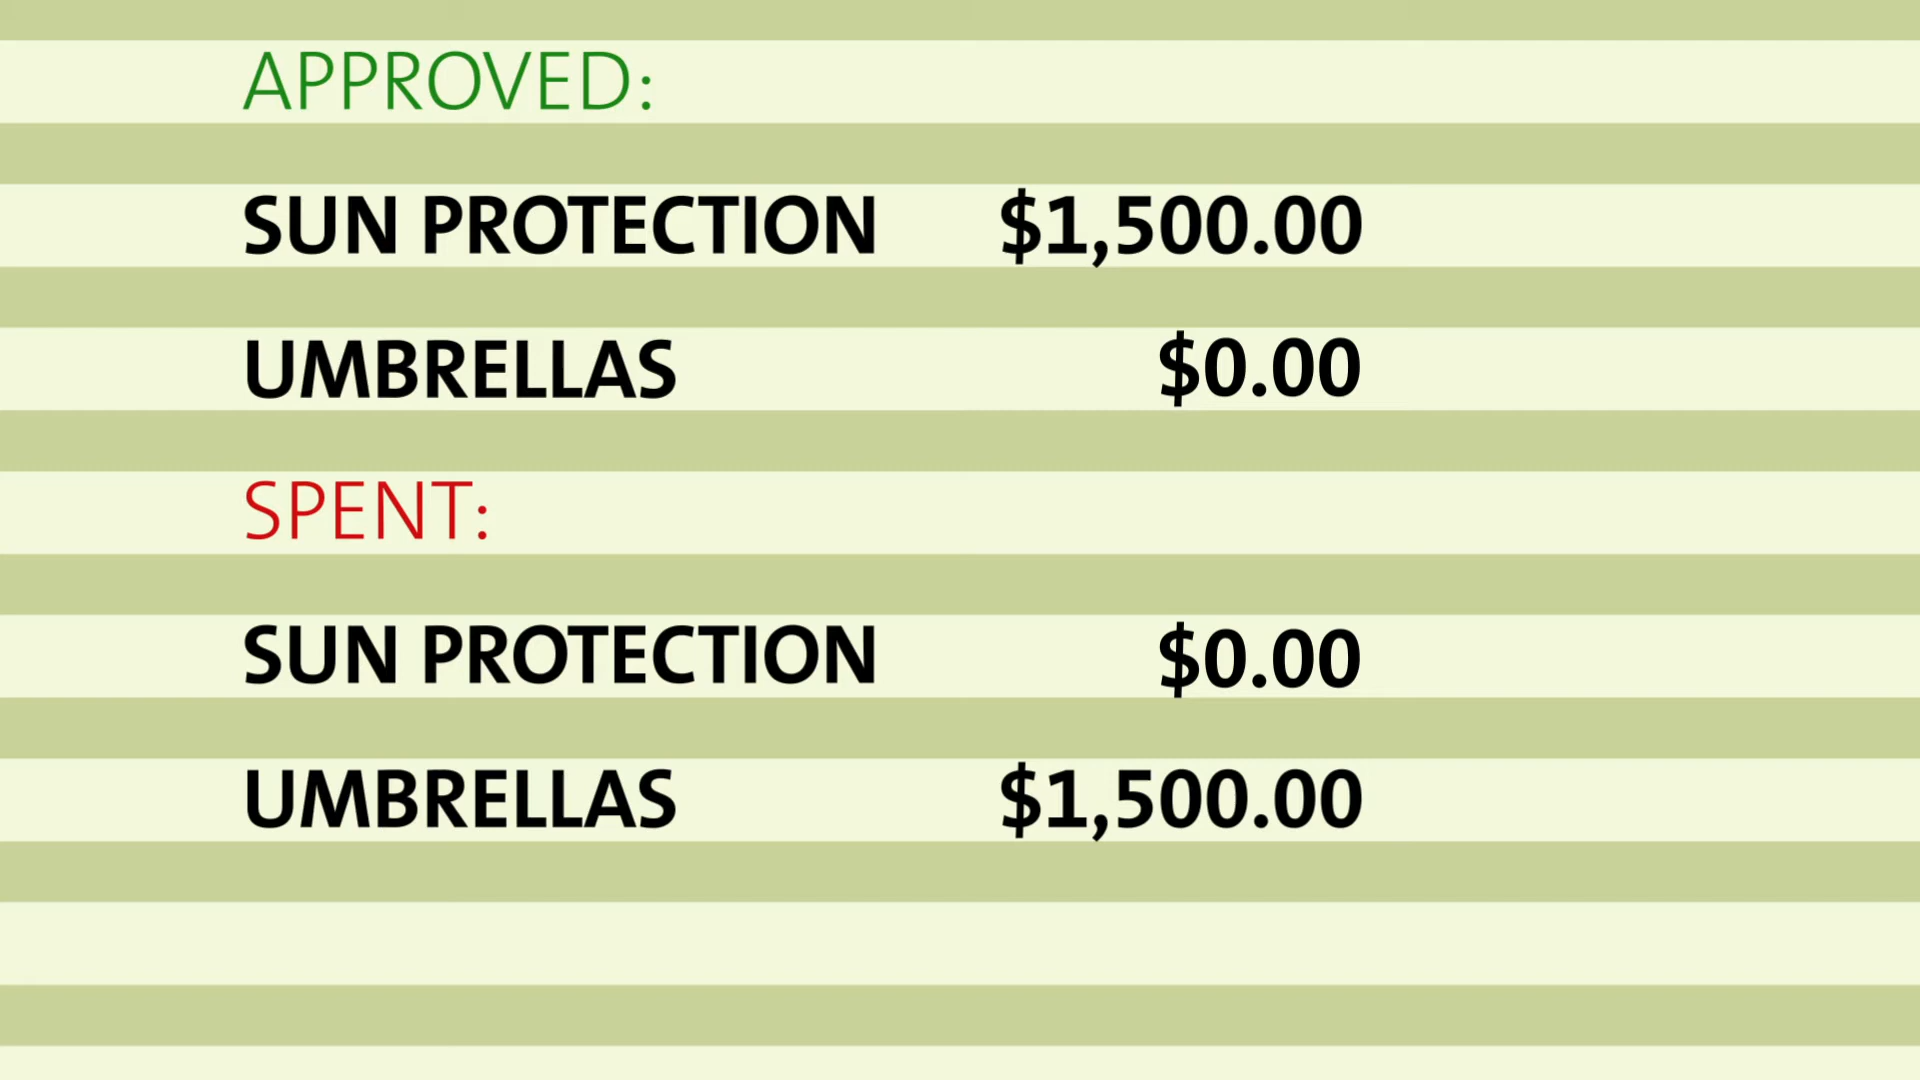 APPROVED:
SUN PROTECTION $1,500.00
UMBRELLAS $0.00
SPENT:
SUN PROTECTION $0.00
UMBRELLAS $1,500.00